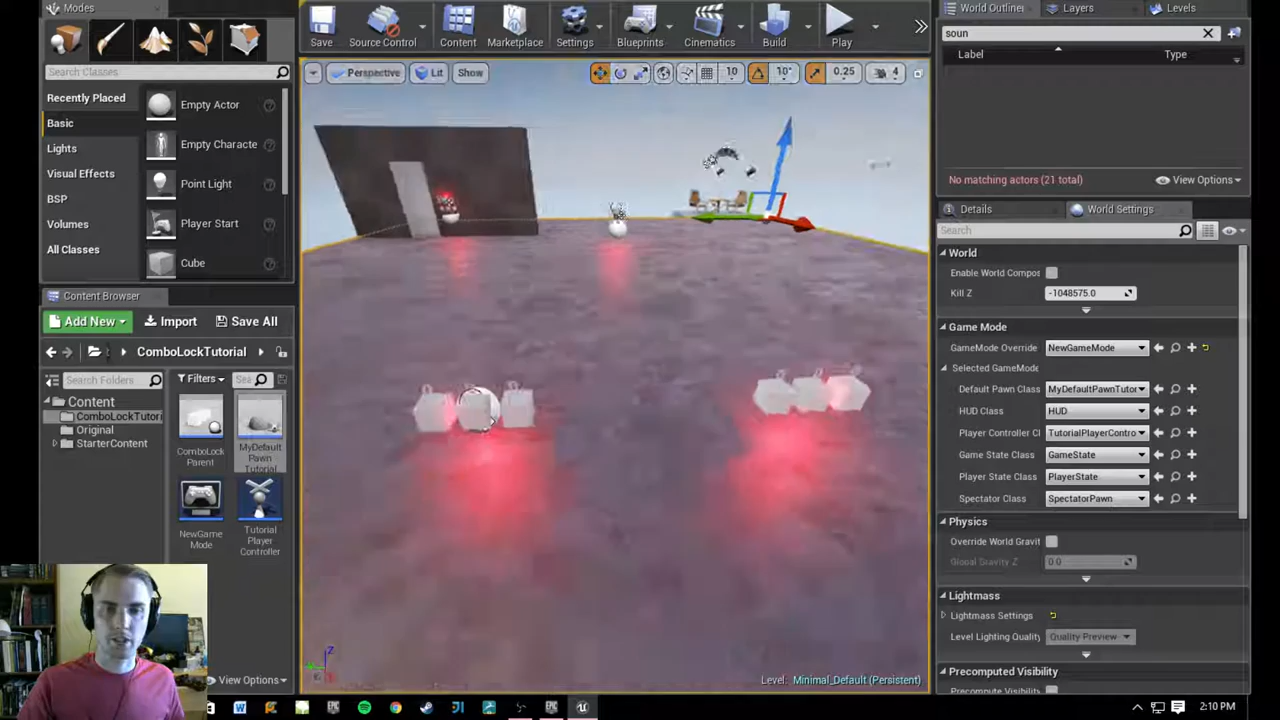 Modes
World Outliner
Layers
Levels
Save
Source Control
Content
Marketplace
Settings
Blueprints
Cinematics
Build
Play
soun
Search Classes
Perspective
Lit
Show
10
10°
0.25
4
Label
Type
Recently Placed
Basic
Lights
Visual Effects
BSP
Volumes
All Classes
Empty Actor
Empty Characte
Point Light
Player Start
Cube
No matching actors (21 total)
View Options
Details
World Settings
Search
World
Enable World Compos
Kill Z
-1048575.0
Content Browser
Add New
Import
Save All
ComboLockTutorial
Search Folders
Filters
Sea
Content
ComboLockTutori
Original
StarterContent
ComboLock
Parent
MyDefault
Pawn
Tutorial
NewGame
Mode
Tutorial
Player
Controller
View Options
Game Mode
GameMode Override
NewGameMode
Selected GameMode
Default Pawn Class
MyDefaultPawnTutor
HUD Class
HUD
Player Controller Cl
TutorialPlayerContro
Game State Class
GameState
Player State Class
PlayerState
Spectator Class
SpectatorPawn
Physics
Override World Gravit
Global Gravity Z
0.0
Lightmass
Lightmass Settings
Level Lighting Quality
Quality Preview
Precomputed Visibility
Precompute Visibility
Level: Minimal_Default (Persistent)
2:10 PM